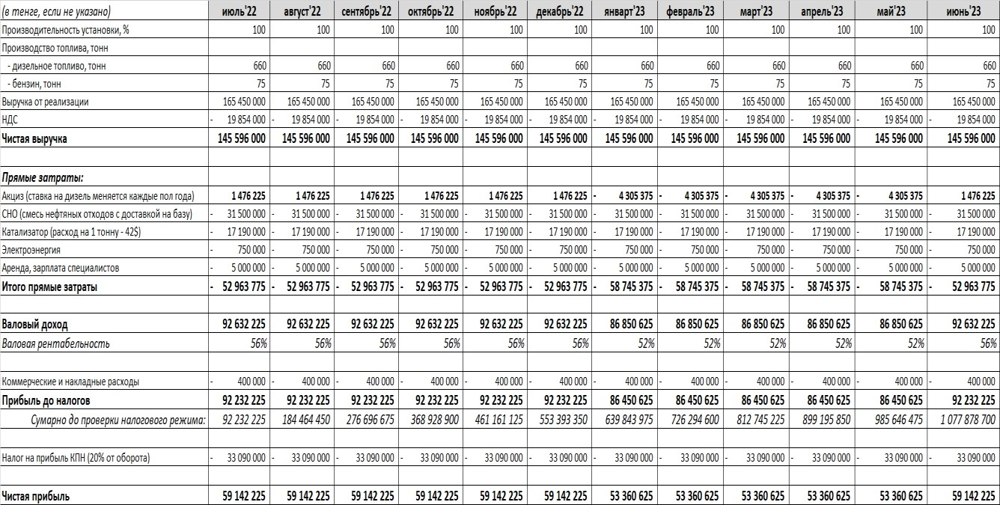 (в тенге, если не указано) июль'22 август'22 сентябрь'22 октябрь'22 ноябрь'22 декабрь'22 январт'23 февраль'23 март'23 апрель'23 май'23 июнь'23
Производительность установки, % 100 100 100 100 100 100 100 100 100 100 100 100
Производство топлива, тонн
- дизельное топливо, тонн 660 660 660 660 660 660 660 660 660 660 660 660
- бензин, тонн 75 75 75 75 75 75 75 75 75 75 75 75
Выручка от реализации 165 450 000 165 450 000 165 450 000 165 450 000 165 450 000 165 450 000 165 450 000 165 450 000 165 450 000 165 450 000 165 450 000 165 450 000
НДС - 19 854 000 - 19 854 000 - 19 854 000 - 19 854 000 - 19 854 000 - 19 854 000 - 19 854 000 - 19 854 000 - 19 854 000 - 19 854 000 - 19 854 000 - 19 854 000
Чистая выручка 145 596 000 145 596 000 145 596 000 145 596 000 145 596 000 145 596 000 145 596 000 145 596 000 145 596 000 145 596 000 145 596 000 145 596 000
Прямые затраты:
Акциз (ставка на дизель меняется каждые пол года) 1 476 225 1 476 225 1 476 225 1 476 225 1 476 225 1 476 225 - 4 305 375 - 4 305 375 - 4 305 375 - 4 305 375 - 4 305 375 1 476 225
СНО (смесь нефтяных отходов с доставкой на базу) - 31 500 000 - 31 500 000 - 31 500 000 - 31 500 000 - 31 500 000 - 31 500 000 - 31 500 000 - 31 500 000 - 31 500 000 - 31 500 000 - 31 500 000 - 31 500 000
Катализатор (расход на 1 тонну - 42$) - 17 190 000 - 17 190 000 - 17 190 000 - 17 190 000 - 17 190 000 - 17 190 000 - 17 190 000 - 17 190 000 - 17 190 000 - 17 190 000 - 17 190 000 - 17 190 000
Электроэнергия - 750 000 - 750 000 - 750 000 - 750 000 - 750 000 - 750 000 - 750 000 - 750 000 - 750 000 - 750 000 - 750 000 - 750 000
Аренда, зарплата специалистов - 5 000 000 - 5 000 000 - 5 000 000 - 5 000 000 - 5 000 000 - 5 000 000 - 5 000 000 - 5 000 000 - 5 000 000 - 5 000 000 - 5 000 000 - 5 000 000
Итого прямые затраты - 52 963 775 - 52 963 775 - 52 963 775 - 52 963 775 - 52 963 775 - 52 963 775 - 58 745 375 - 58 745 375 - 58 745 375 - 58 745 375 - 58 745 375 - 52 963 775
Валовый доход 92 632 225 92 632 225 92 632 225 92 632 225 92 632 225 92 632 225 86 850 625 86 850 625 86 850 625 86 850 625 86 850 625 92 632 225
Валовая рентабельность 56% 56% 56% 56% 56% 56% 52% 52% 52% 52% 52% 56%
Коммерческие и накладные расходы - 400 000 - 400 000 - 400 000 - 400 000 - 400 000 - 400 000 - 400 000 - 400 000 - 400 000 - 400 000 - 400 000 - 400 000
Прибыль до налогов 92 232 225 92 232 225 92 232 225 92 232 225 92 232 225 92 232 225 86 450 625 86 450 625 86 450 625 86 450 625 86 450 625 92 232 225
Сумарно до проверки налогового режима: 92 232 225 184 464 450 276 696 675 368 928 900 461 161 125 553 393 350 639 843 975 726 294 600 812 745 225 899 195 850 985 646 475 1 077 878 700
Налог на прибыль КПН (20% от оборота) - 33 090 000 - 33 090 000 - 33 090 000 - 33 090 000 - 33 090 000 - 33 090 000 - 33 090 000 - 33 090 000 - 33 090 000 - 33 090 000 - 33 090 000 - 33 090 000
Чистая прибыль 59 142 225 59 142 225 59 142 225 59 142 225 59 142 225 59 142 225 53 360 625 53 360 625 53 360 625 53 360 625 53 360 625 59 142 225